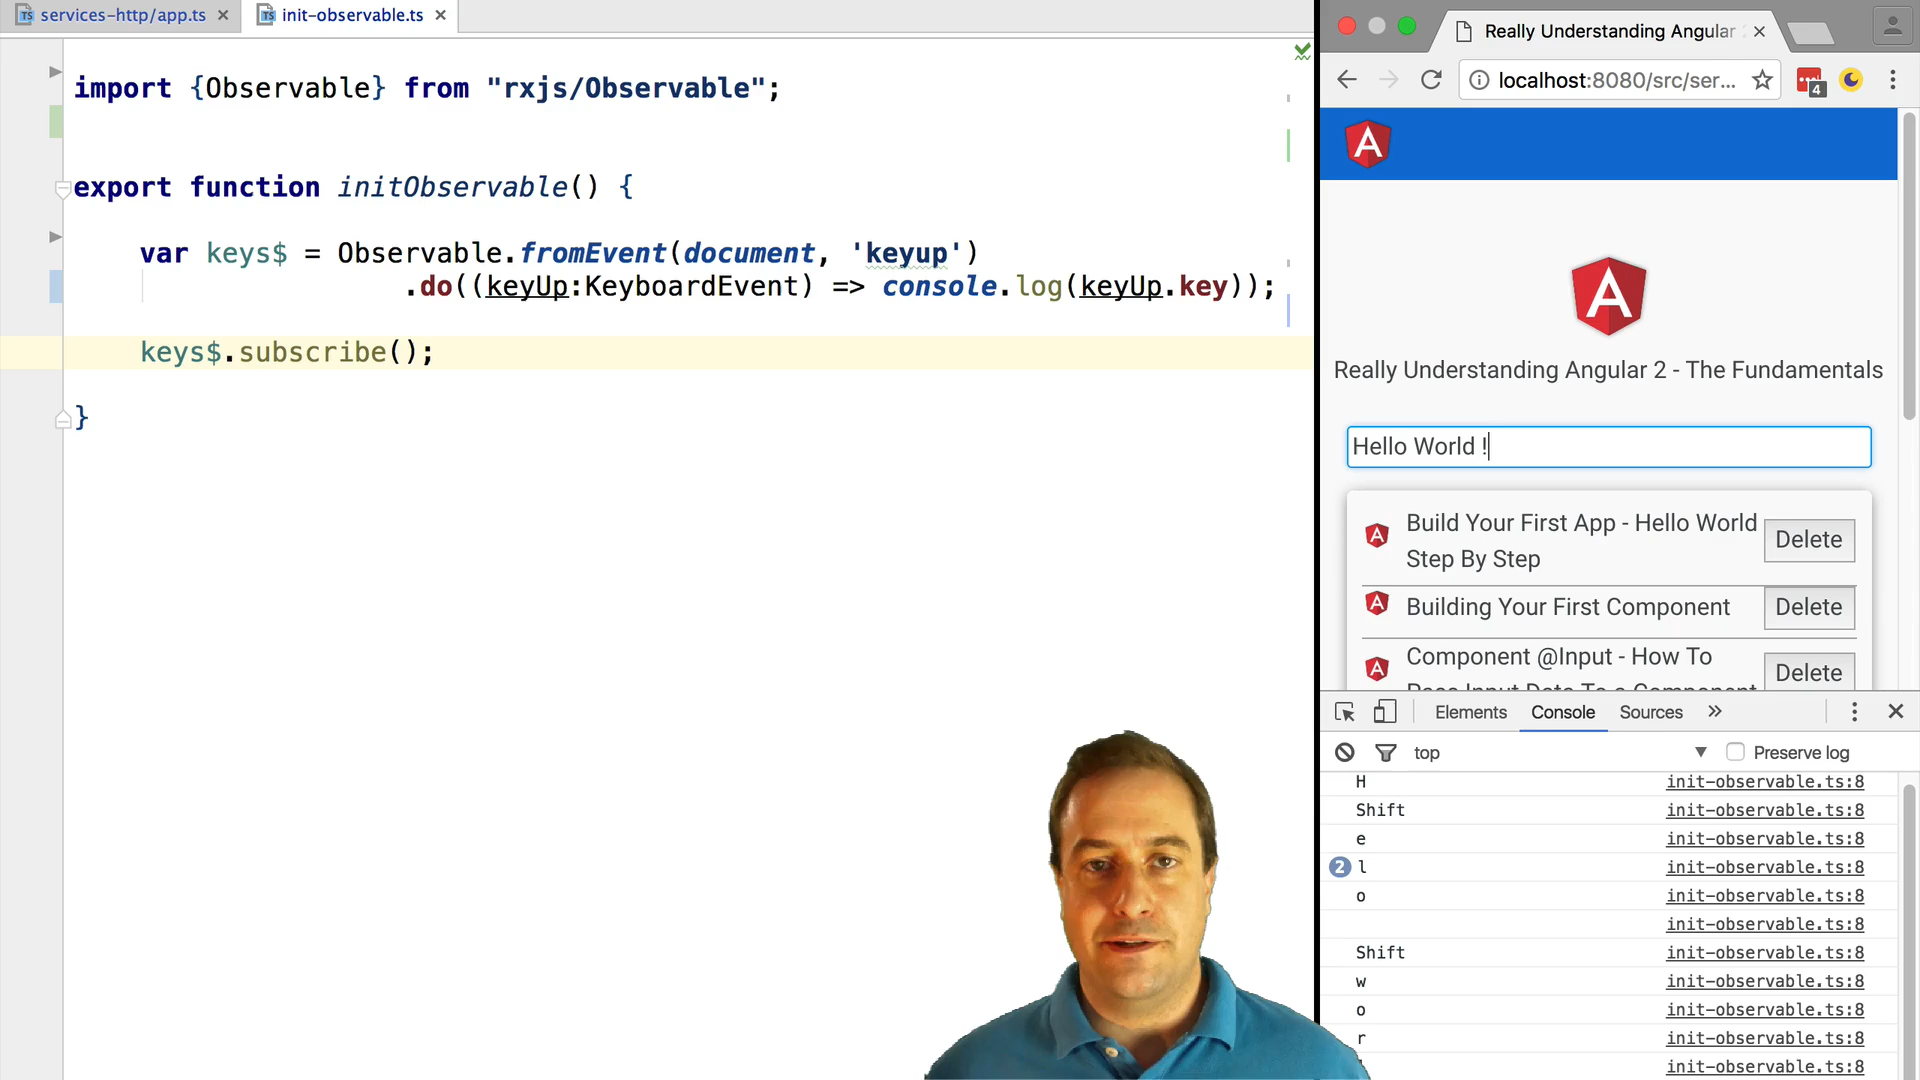 services-http/app.ts
init-observable.ts
import {Observable} from "rxjs/Observable";
export function initObservable() {
var keys$ = Observable.fromEvent(document, 'keyup')
.do((keyUp:KeyboardEvent) => console.log(keyUp.key));
keys$.subscribe();
}
Really Understanding Angular
localhost:8080/src/ser...
4
Really Understanding Angular 2 - The Fundamentals
Hello World !
Build Your First App - Hello World
Step By Step
Delete
Building Your First Component
Delete
Component @Input - How To
Pass Input Data To a Component
Delete
Elements Console Sources »
top
Preserve log
H init-observable.ts:8
Shift init-observable.ts:8
e init-observable.ts:8
2 l init-observable.ts:8
o init-observable.ts:8
init-observable.ts:8
Shift init-observable.ts:8
w init-observable.ts:8
o init-observable.ts:8
r init-observable.ts:8
init-observable.ts:8